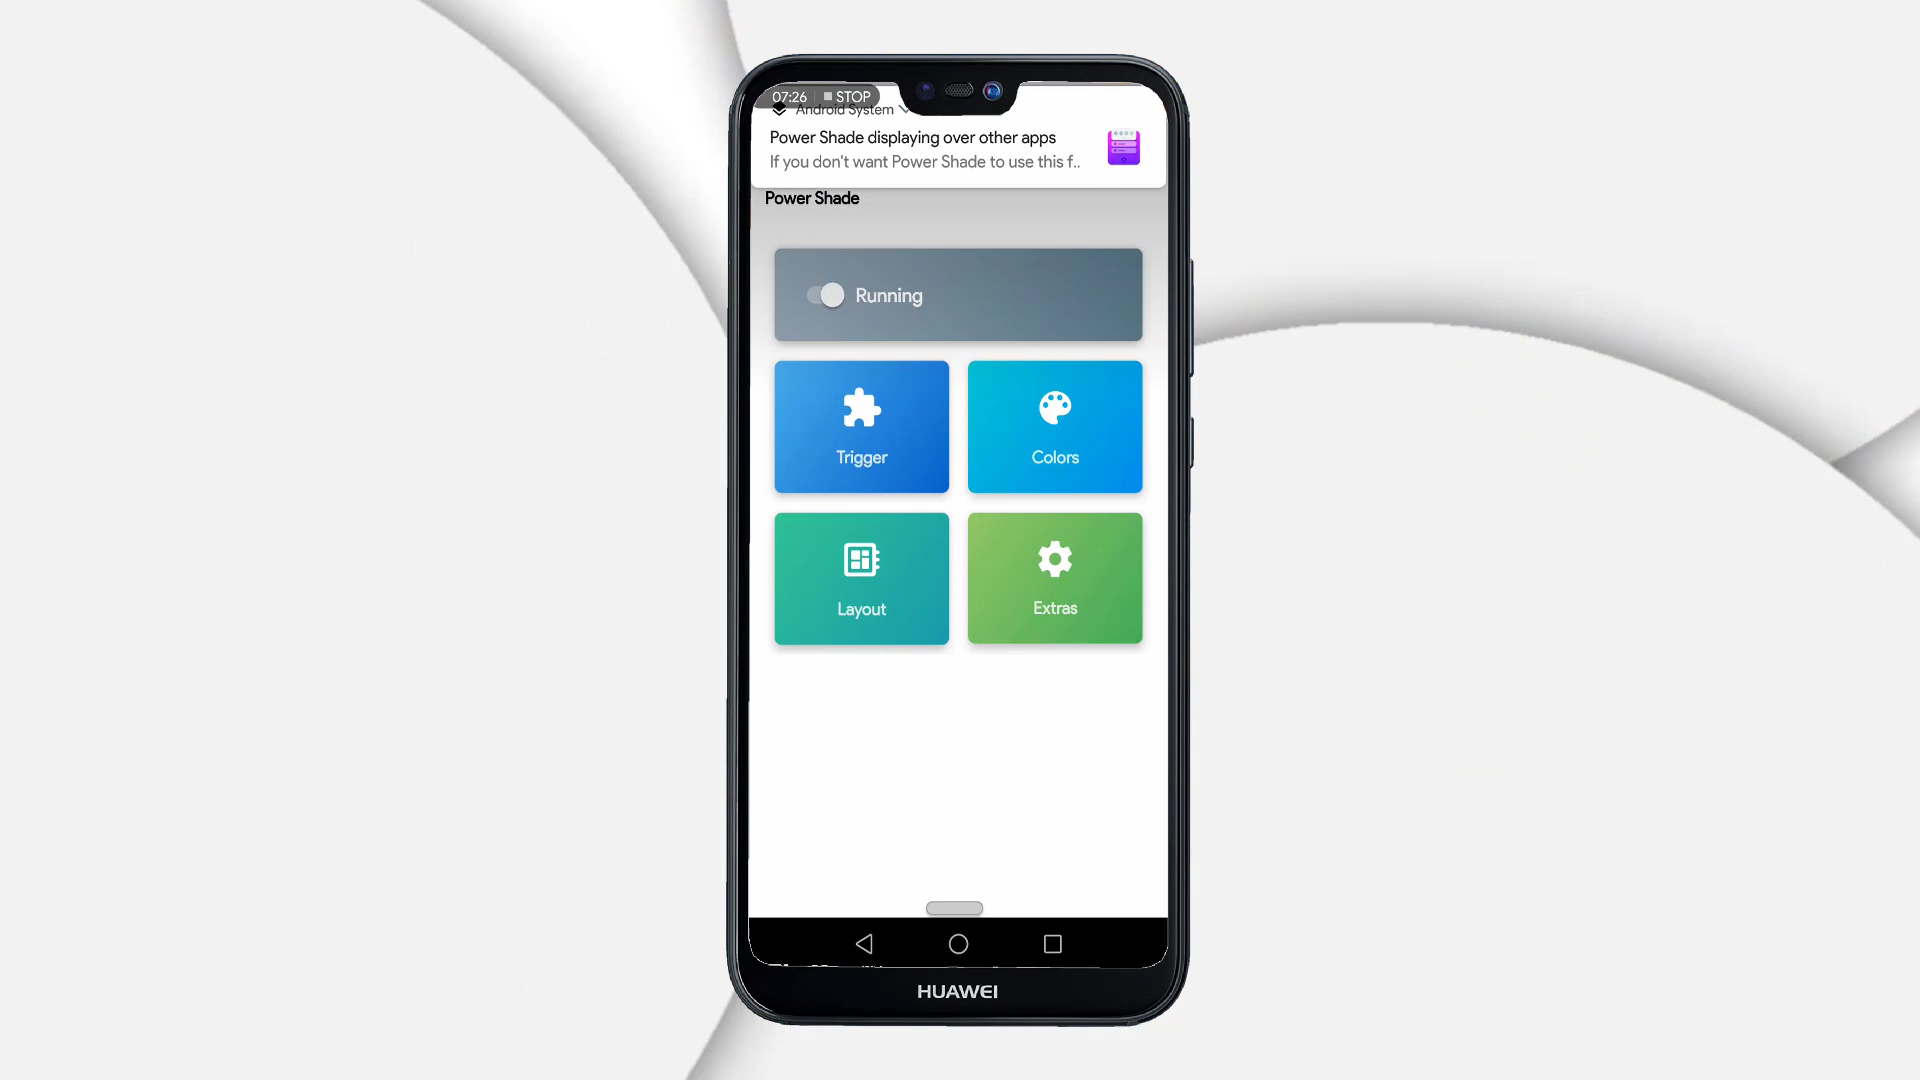 07:26 STOP
Android System
Power Shade displaying over other apps
If you don't want Power Shade to use this f..
Power Shade
Running
Trigger
Colors
Layout
Extras
HUAWEI